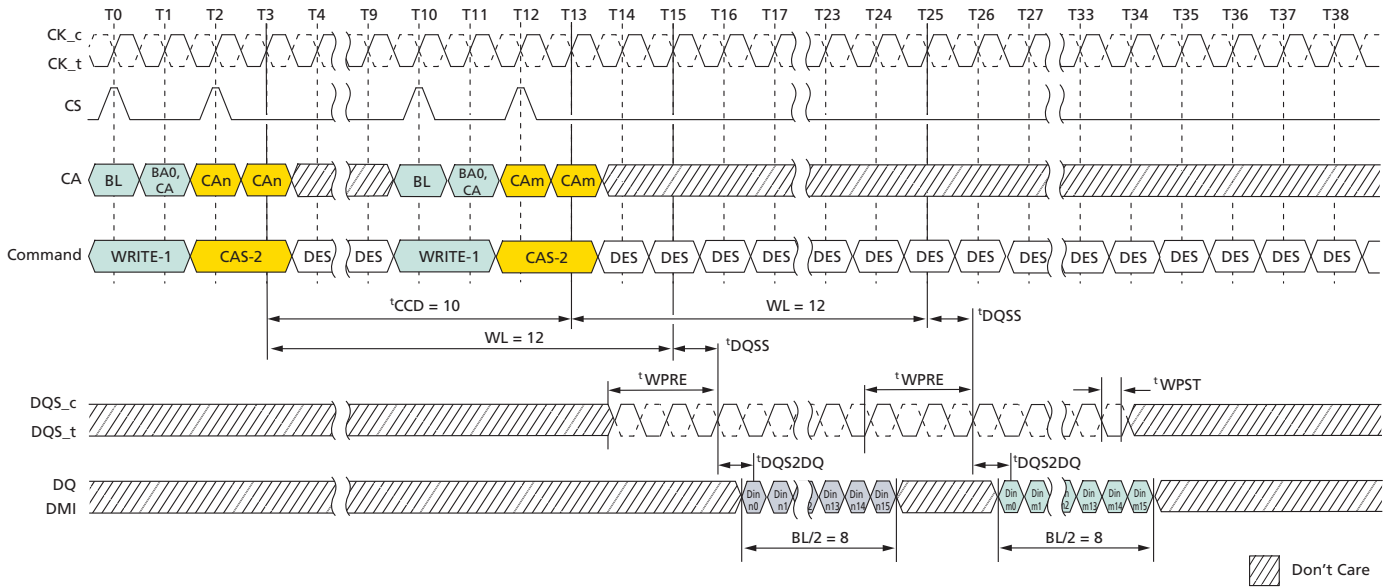 T0 T1 T2 T3 T4 T9 T10 T11 T12 T13 T14 T15 T16 T17 T23 T24 T25 T26 T27 T33 T34 T35 T36 T37 T38
CK_c
CK_t
CS
CA BL BA0, CA CAn CAn BL BA0, CA CAm CAm
Command WRITE-1 CAS-2 DES DES WRITE-1 CAS-2 DES DES DES DES DES DES DES DES DES DES DES DES DES DES DES
tCCD = 10 WL = 12 tDQSS
WL = 12 tDQSS
tWPRE tWPRE tWPST
DQS_c
DQS_t
tDQS2DQ tDQS2DQ
DQ
DMI
Din n0 Din n1 Din n13 Din n14 Din n15 Din m0 Din m1 Din m13 Din m14 Din m15
BL/2 = 8 BL/2 = 8
Don't Care